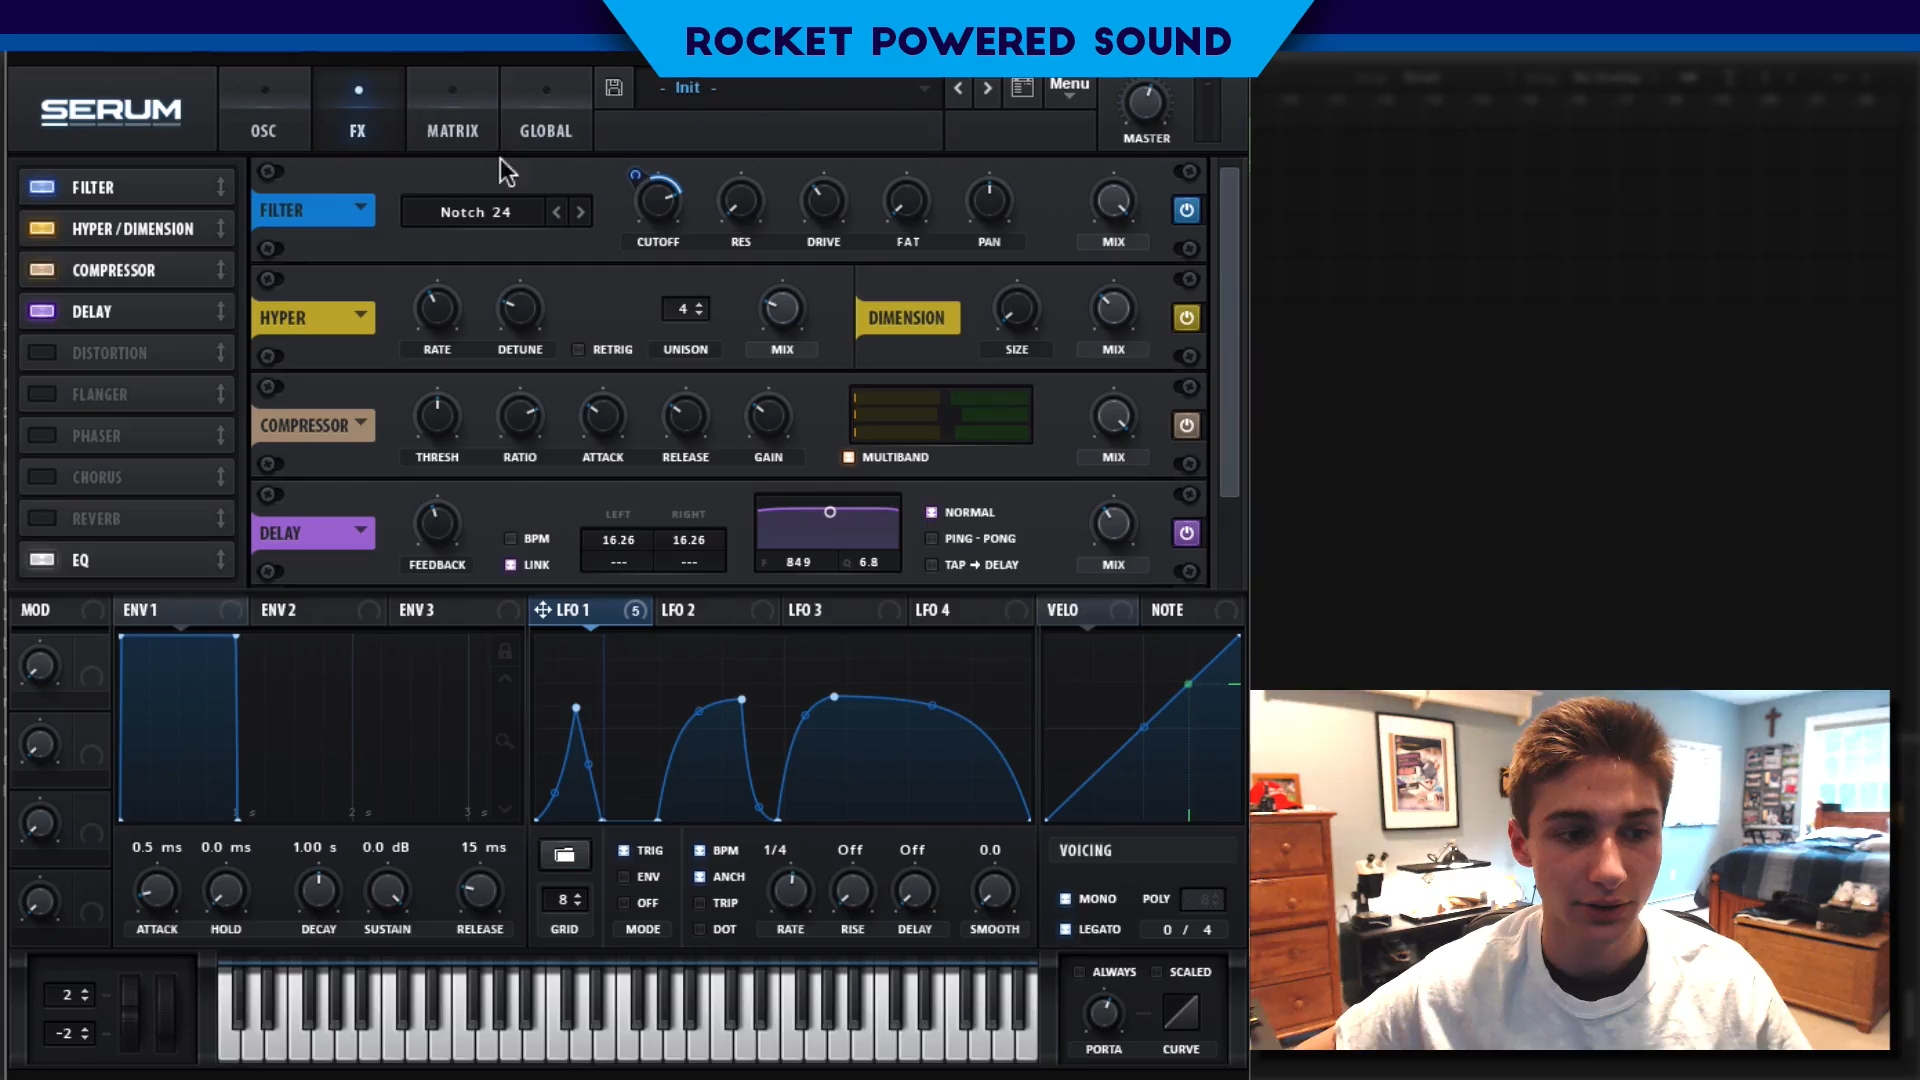 ROCKET POWERED SOUND
SERUM
OSC
FX
MATRIX
GLOBAL
- Init -
Menu
MASTER
FILTER
HYPER / DIMENSION
COMPRESSOR
DELAY
DISTORTION
FLANGER
PHASER
CHORUS
REVERB
EQ
FILTER
Notch 24
CUTOFF
RES
DRIVE
FAT
PAN
MIX
HYPER
RATE
DETUNE
RETRIG
4
UNISON
MIX
DIMENSION
SIZE
MIX
COMPRESSOR
THRESH
RATIO
ATTACK
RELEASE
GAIN
MULTIBAND
MIX
DELAY
FEEDBACK
BPM
LINK
LEFT
RIGHT
16.26
16.26
---
---
F 849
Q 6.8
NORMAL
PING - PONG
TAP → DELAY
MIX
MOD
ENV 1
ENV 2
ENV 3
LFO 1
5
LFO 2
LFO 3
LFO 4
VELO
NOTE
s
2 s
3 s
0.5 ms
0.0 ms
1.00 s
0.0 dB
15 ms
ATTACK
HOLD
DECAY
SUSTAIN
RELEASE
8
GRID
TRIG
ENV
OFF
MODE
BPM
ANCH
TRIP
DOT
1/4
Off
Off
0.0
RATE
RISE
DELAY
SMOOTH
VOICING
MONO
POLY
LEGATO
0 / 4
2
-2
ALWAYS
SCALED
PORTA
CURVE